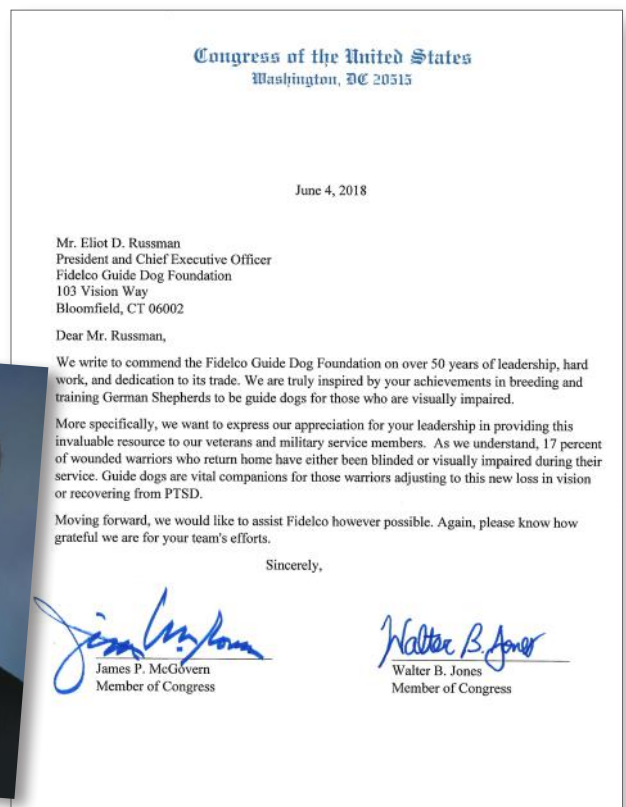 Congress of the United States
Washington, DC 20515
June 4, 2018
Mr. Eliot D. Russman
President and Chief Executive Officer
Fidelco Guide Dog Foundation
103 Vision Way
Bloomfield, CT 06002
Dear Mr. Russman,
We write to commend the Fidelco Guide Dog Foundation on over 50 years of leadership, hard
work, and dedication to its trade. We are truly inspired by your achievements in breeding and
training German Shepherds to be guide dogs for those who are visually impaired.
More specifically, we want to express our appreciation for your leadership in providing this
invaluable resource to our veterans and military service members. As we understand, 17 percent
of wounded warriors who return home have either been blinded or visually impaired during their
service. Guide dogs are vital companions for those warriors adjusting to this new loss in vision
or recovering from PTSD.
Moving forward, we would like to assist Fidelco however possible. Again, please know how
grateful we are for your team's efforts.
Sincerely,
Jim McGovern Walter B. Jones
James P. McGovern Walter B. Jones
Member of Congress Member of Congress